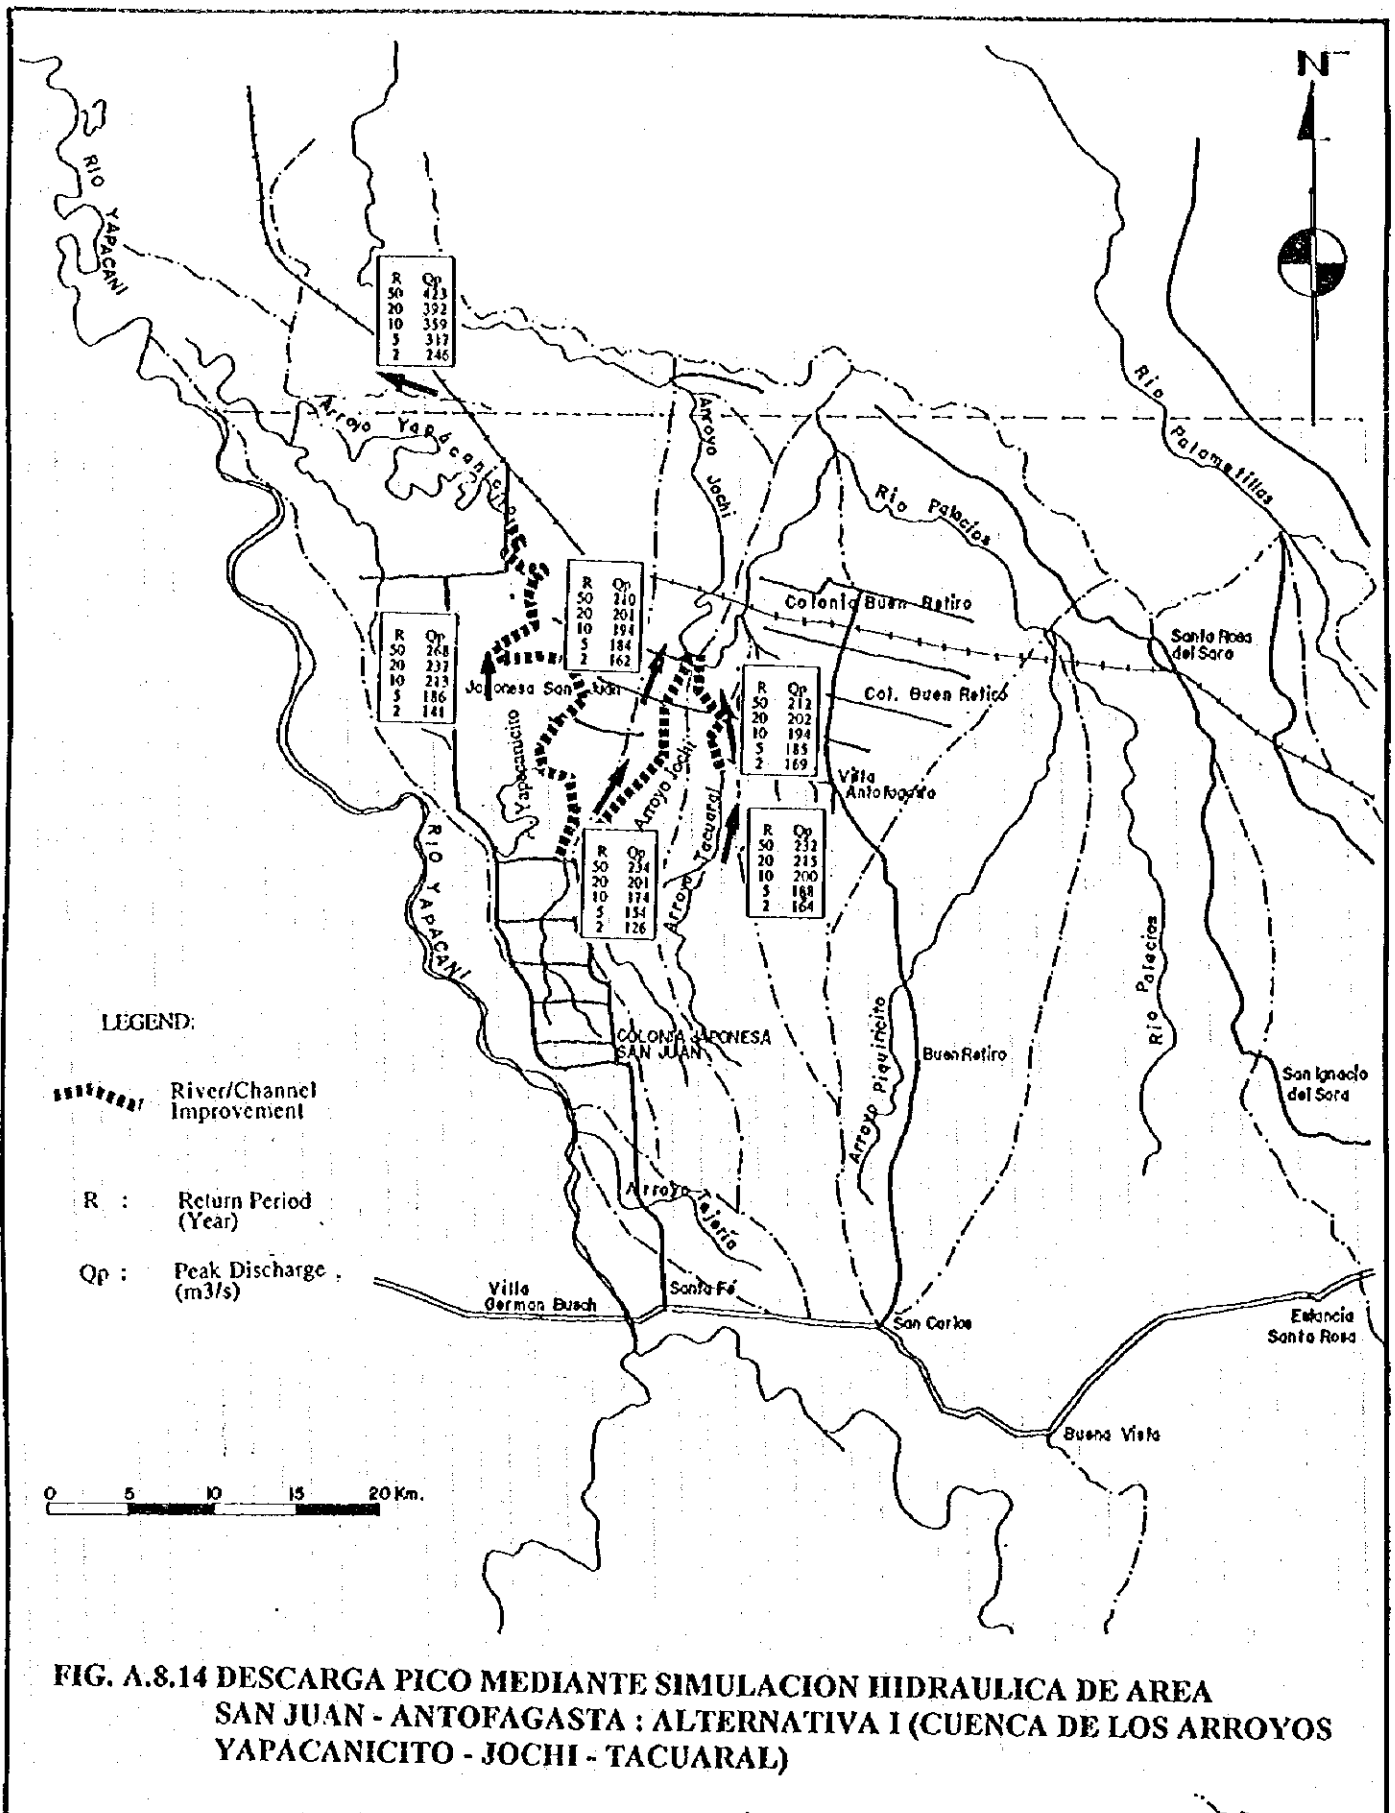 N
RIO YAPACANI
R Qp
50 423
20 392
10 359
5 317
2 246
Arroyo Yapacanicito
Arroyo Jochi
Rio Palometillas
Rio Palacios
R Qp
50 210
20 201
10 194
5 184
2 162
Colonia Buen Retiro
Santa Rosa
del Sara
R Qp
50 268
20 237
10 213
5 186
2 141
Japonesa San Juan
R Qp
50 212
20 202
10 194
5 185
2 169
Col. Buen Retiro
Yapacanicito
Arroyo Jochi
Arroyo Tacuaral
Villa
Antofogasta
R Qp
50 234
20 201
10 174
5 154
2 126
R Qp
50 232
20 215
10 200
5 188
2 164
RIO YAPACANI
Rio Palacios
LEGEND:
COLONIA JAPONESA
SAN JUAN
Arroyo Piquiricito
Buen Retiro
San Ignacio
del Sara
River/Channel
Improvement
R : Return Period
(Year)
Arroyo Tejeria
Qp : Peak Discharge
(m3/s)
Villa
German Busch
Santa Fé
San Carlos
Estancia
Santa Rosa
Buena Vista
0 5 10 15 20 Km.
FIG. A.8.14 DESCARGA PICO MEDIANTE SIMULACION HIDRAULICA DE AREA
SAN JUAN - ANTOFAGASTA : ALTERNATIVA I (CUENCA DE LOS ARROYOS
YAPACANICITO - JOCHI - TACUARAL)